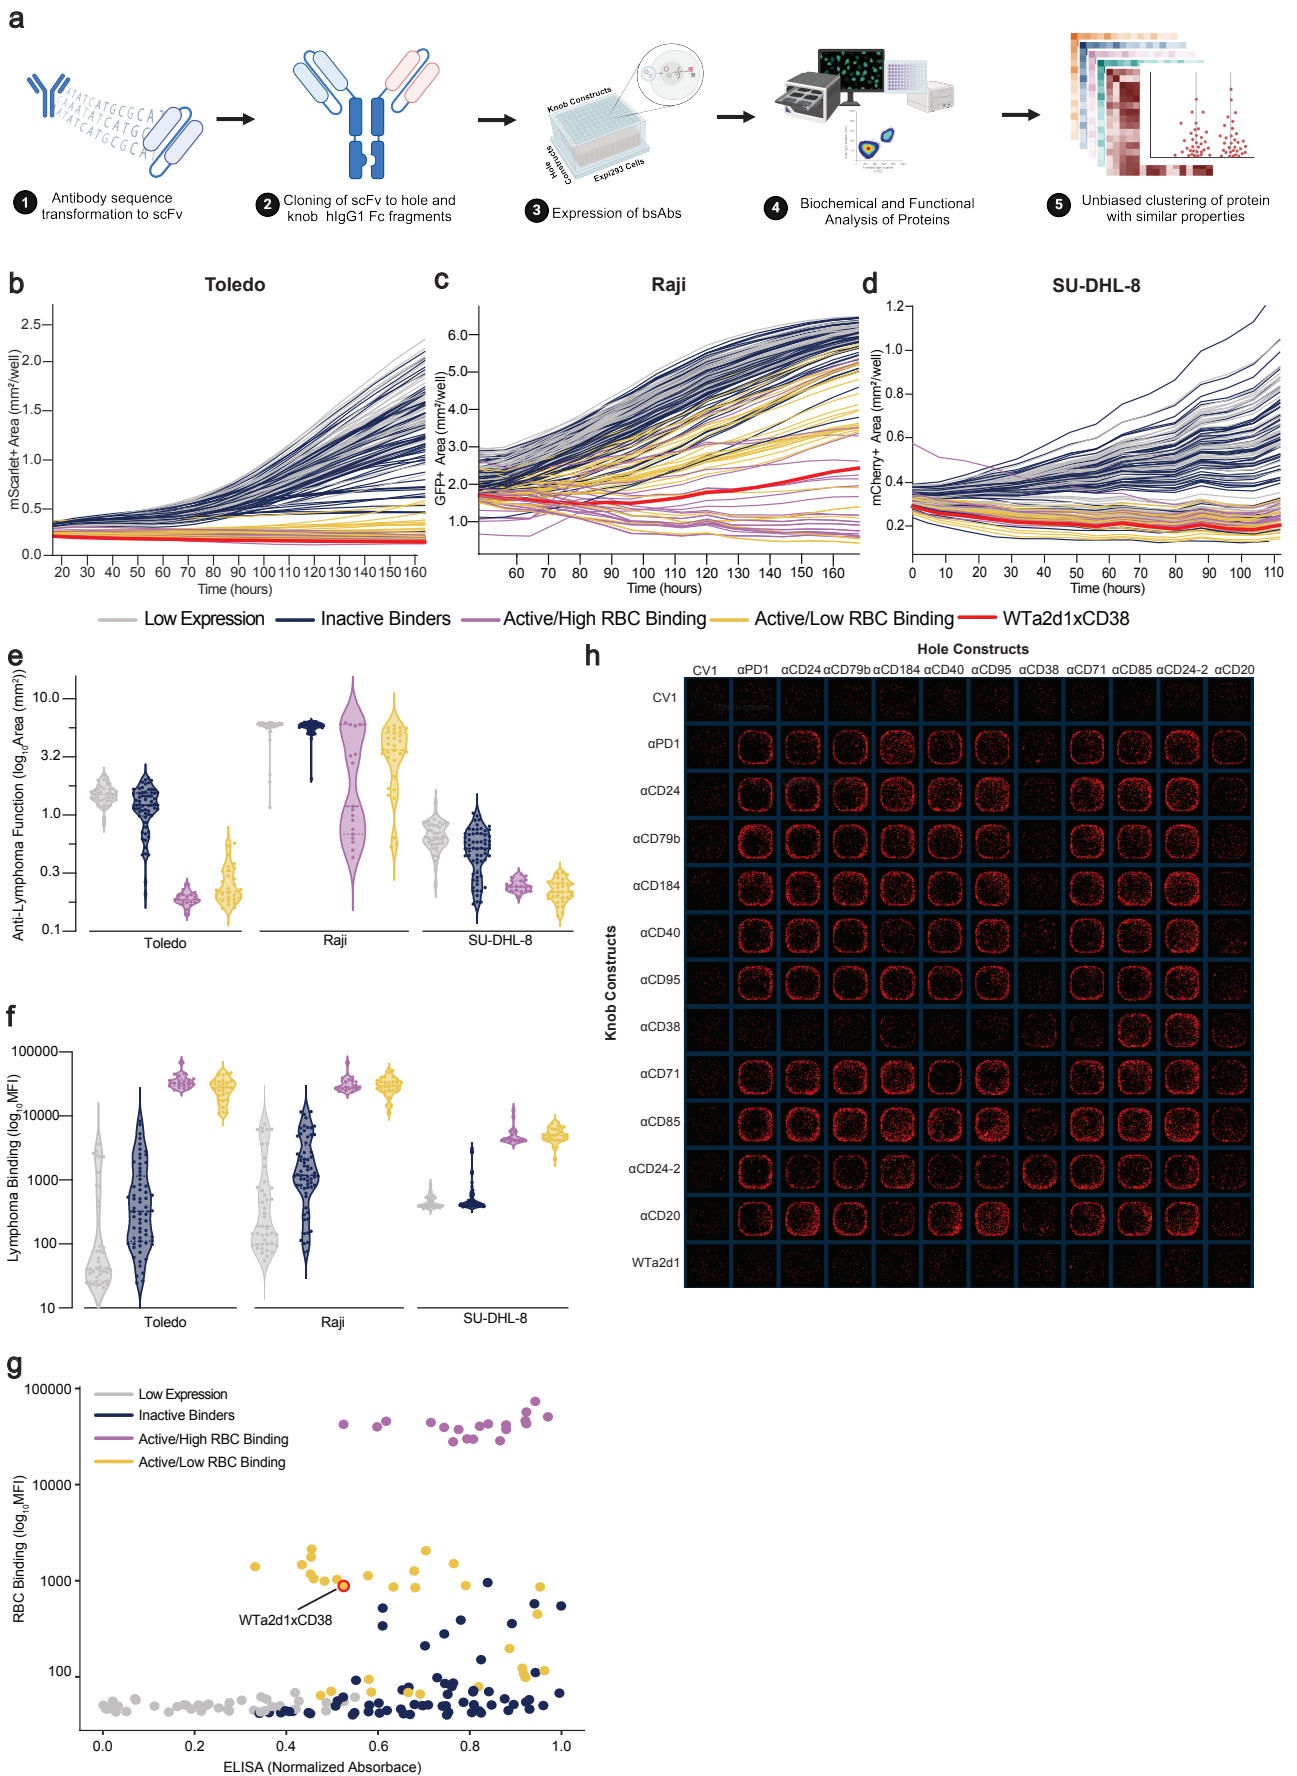 a
ATATCATGCGCAT
CAAATATCATGC
ATATCATGCGCA
Knob Constructs
Hole Constructs
Expi293 Cells
1 Antibody sequence
transformation to scFv
2 Cloning of scFv to hole and
knob hIgG1 Fc fragments
3 Expression of bsAbs
4 Biochemical and Functional
Analysis of Proteins
5 Unbiased clustering of protein
with similar properties
b
Toledo
mScarlet+ Area (mm²/well)
2.5
2.0
1.5
1.0
0.5
0.0
20 30 40 50 60 70 80 90 100 110 120 130 140 150 160
Time (hours)
c
Raji
GFP+ Area (mm²/well)
6.0
5.0
4.0
3.0
2.0
1.0
60 70 80 90 100 110 120 130 140 150 160
Time (hours)
d
SU-DHL-8
mCherry+ Area (mm²/well)
1.2
1.0
0.8
0.6
0.4
0.2
0 10 20 30 40 50 60 70 80 90 100 110
Time (hours)
Low Expression Inactive Binders Active/High RBC Binding Active/Low RBC Binding WTa2d1xCD38
e
Anti-Lymphoma Function (log10Area (mm²))
10.0
3.2
1.0
0.3
0.1
Toledo Raji SU-DHL-8
f
Lymphoma Binding (log10MFI)
100000
10000
1000
100
10
Toledo Raji SU-DHL-8
g
RBC Binding (log10MFI)
100000
10000
1000
100
Low Expression
Inactive Binders
Active/High RBC Binding
Active/Low RBC Binding
WTa2d1xCD38
0.0 0.2 0.4 0.6 0.8 1.0
ELISA (Normalized Absorbace)
h
Hole Constructs
CV1 αPD1 αCD24 αCD79b αCD184 αCD40 αCD95 αCD38 αCD71 αCD85 αCD24-2 αCD20
Knob Constructs
CV1
αPD1
αCD24
αCD79b
αCD184
αCD40
αCD95
αCD38
αCD71
αCD85
αCD24-2
αCD20
WTa2d1